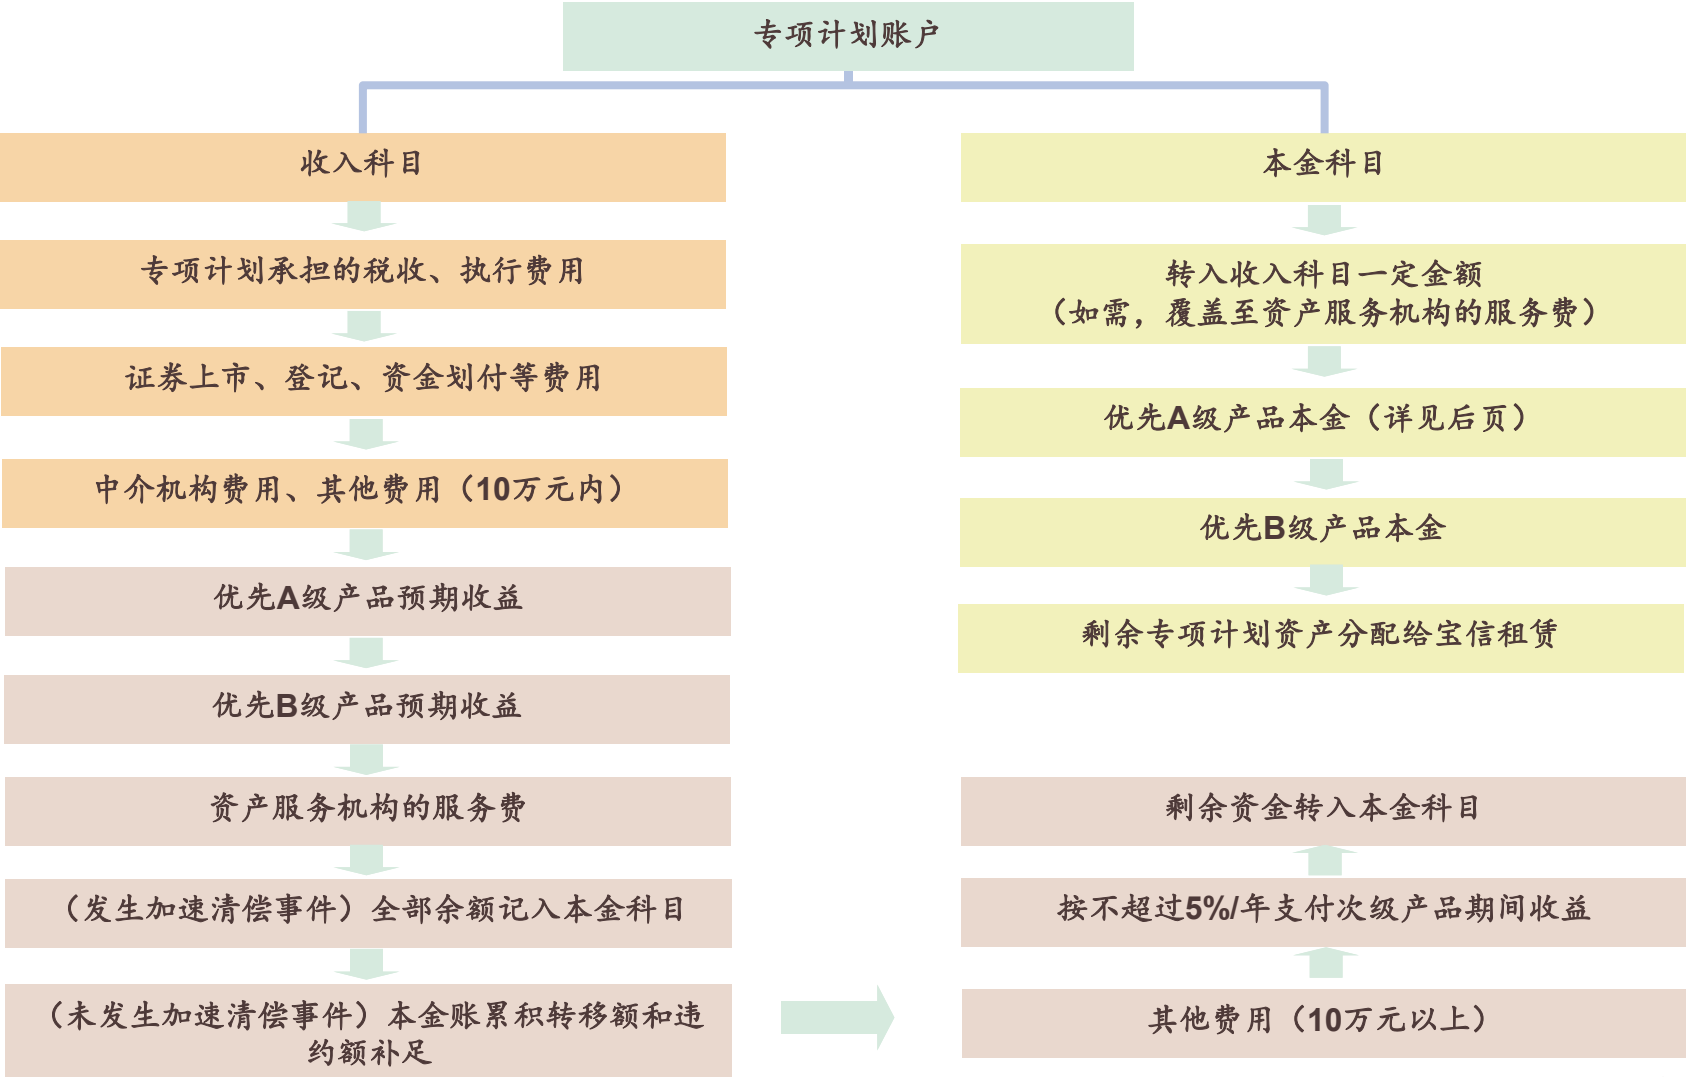 专项计划账户
收入科目
专项计划承担的税收、执行费用
证券上市、登记、资金划付等费用
中介机构费用、其他费用（10万元内）
优先A级产品预期收益
优先B级产品预期收益
资产服务机构的服务费
（发生加速清偿事件）全部余额记入本金科目
（未发生加速清偿事件）本金账累积转移额和违
约额补足
本金科目
转入收入科目一定金额
（如需，覆盖至资产服务机构的服务费）
优先A级产品本金（详见后页）
优先B级产品本金
剩余专项计划资产分配给宝信租赁
剩余资金转入本金科目
按不超过5%/年支付次级产品期间收益
其他费用（10万元以上）